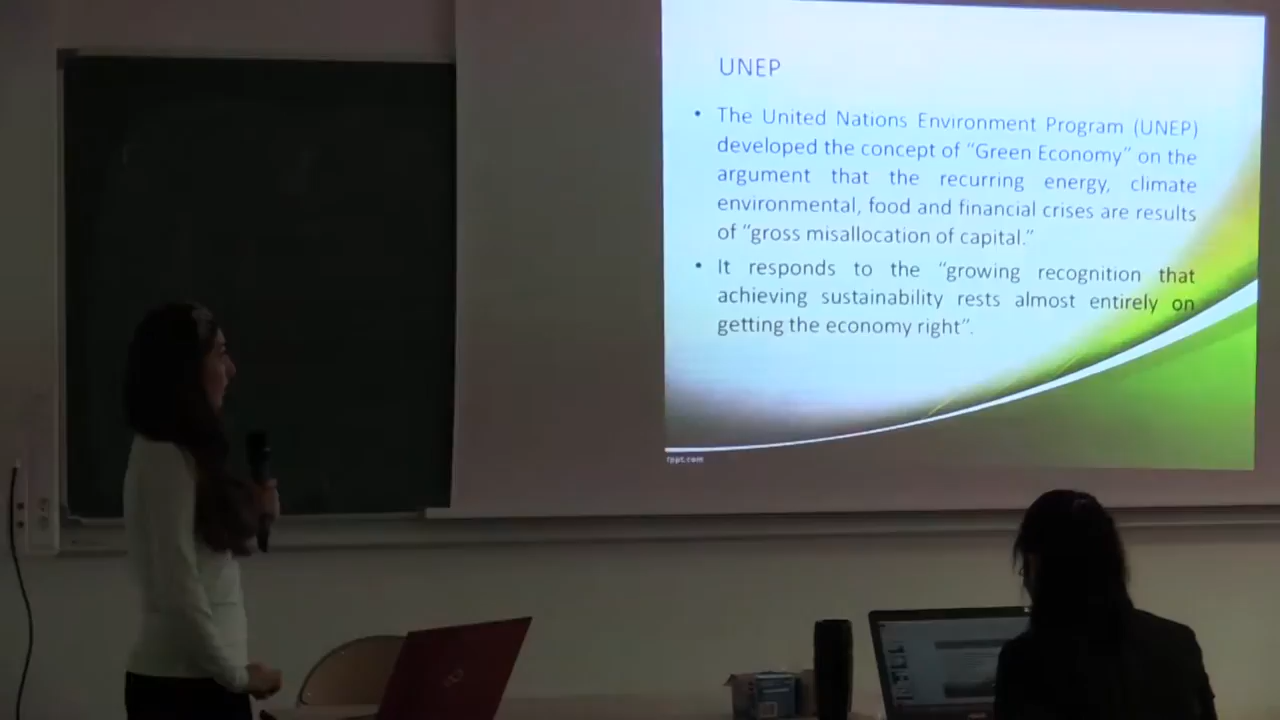 UNEP
• The United Nations Environment Program (UNEP)
developed the concept of “Green Economy” on the
argument that the recurring energy, climate
environmental, food and financial crises are results
of “gross misallocation of capital.”
• It responds to the “growing recognition that
achieving sustainability rests almost entirely on
getting the economy right”.
rppt.com